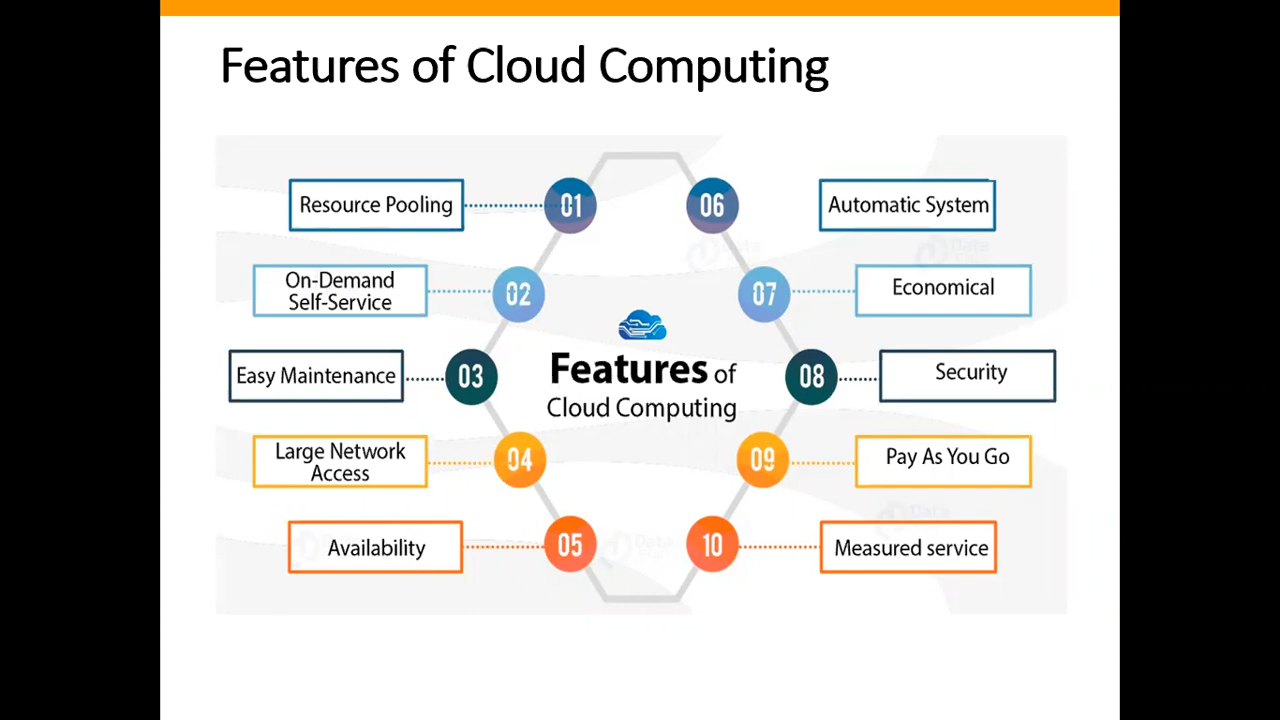 Features of Cloud Computing
Resource Pooling
01
On-Demand
Self-Service
02
Easy Maintenance
03
Large Network
Access
04
Availability
05
Features of
Cloud Computing
06
Automatic System
07
Economical
08
Security
09
Pay As You Go
10
Measured service